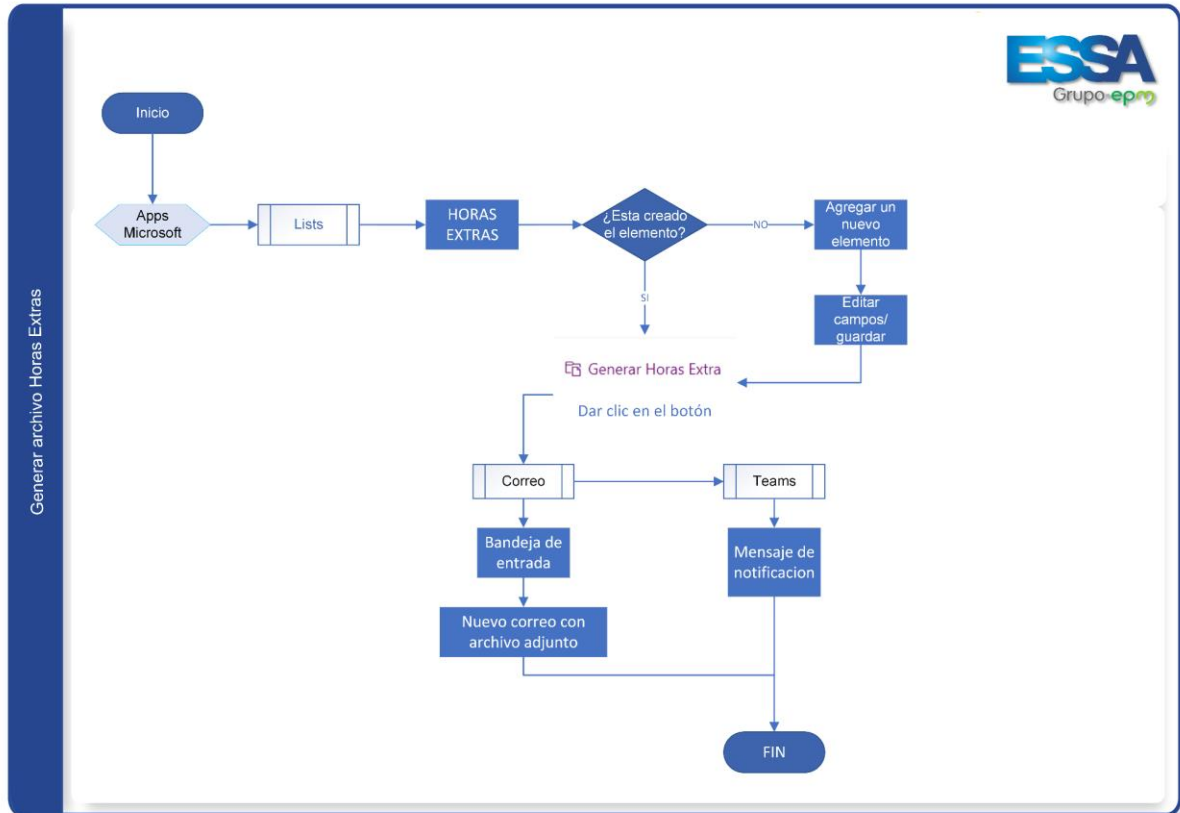 ESSA
Grupo epm
Generar archivo Horas Extras
Inicio
Apps
Microsoft
Lists
HORAS
EXTRAS
¿Esta creado
el elemento?
NO
Agregar un
nuevo
elemento
SI
Editar
campos/
guardar
Generar Horas Extra
Dar clic en el botón
Correo
Teams
Bandeja de
entrada
Mensaje de
notificacion
Nuevo correo con
archivo adjunto
FIN